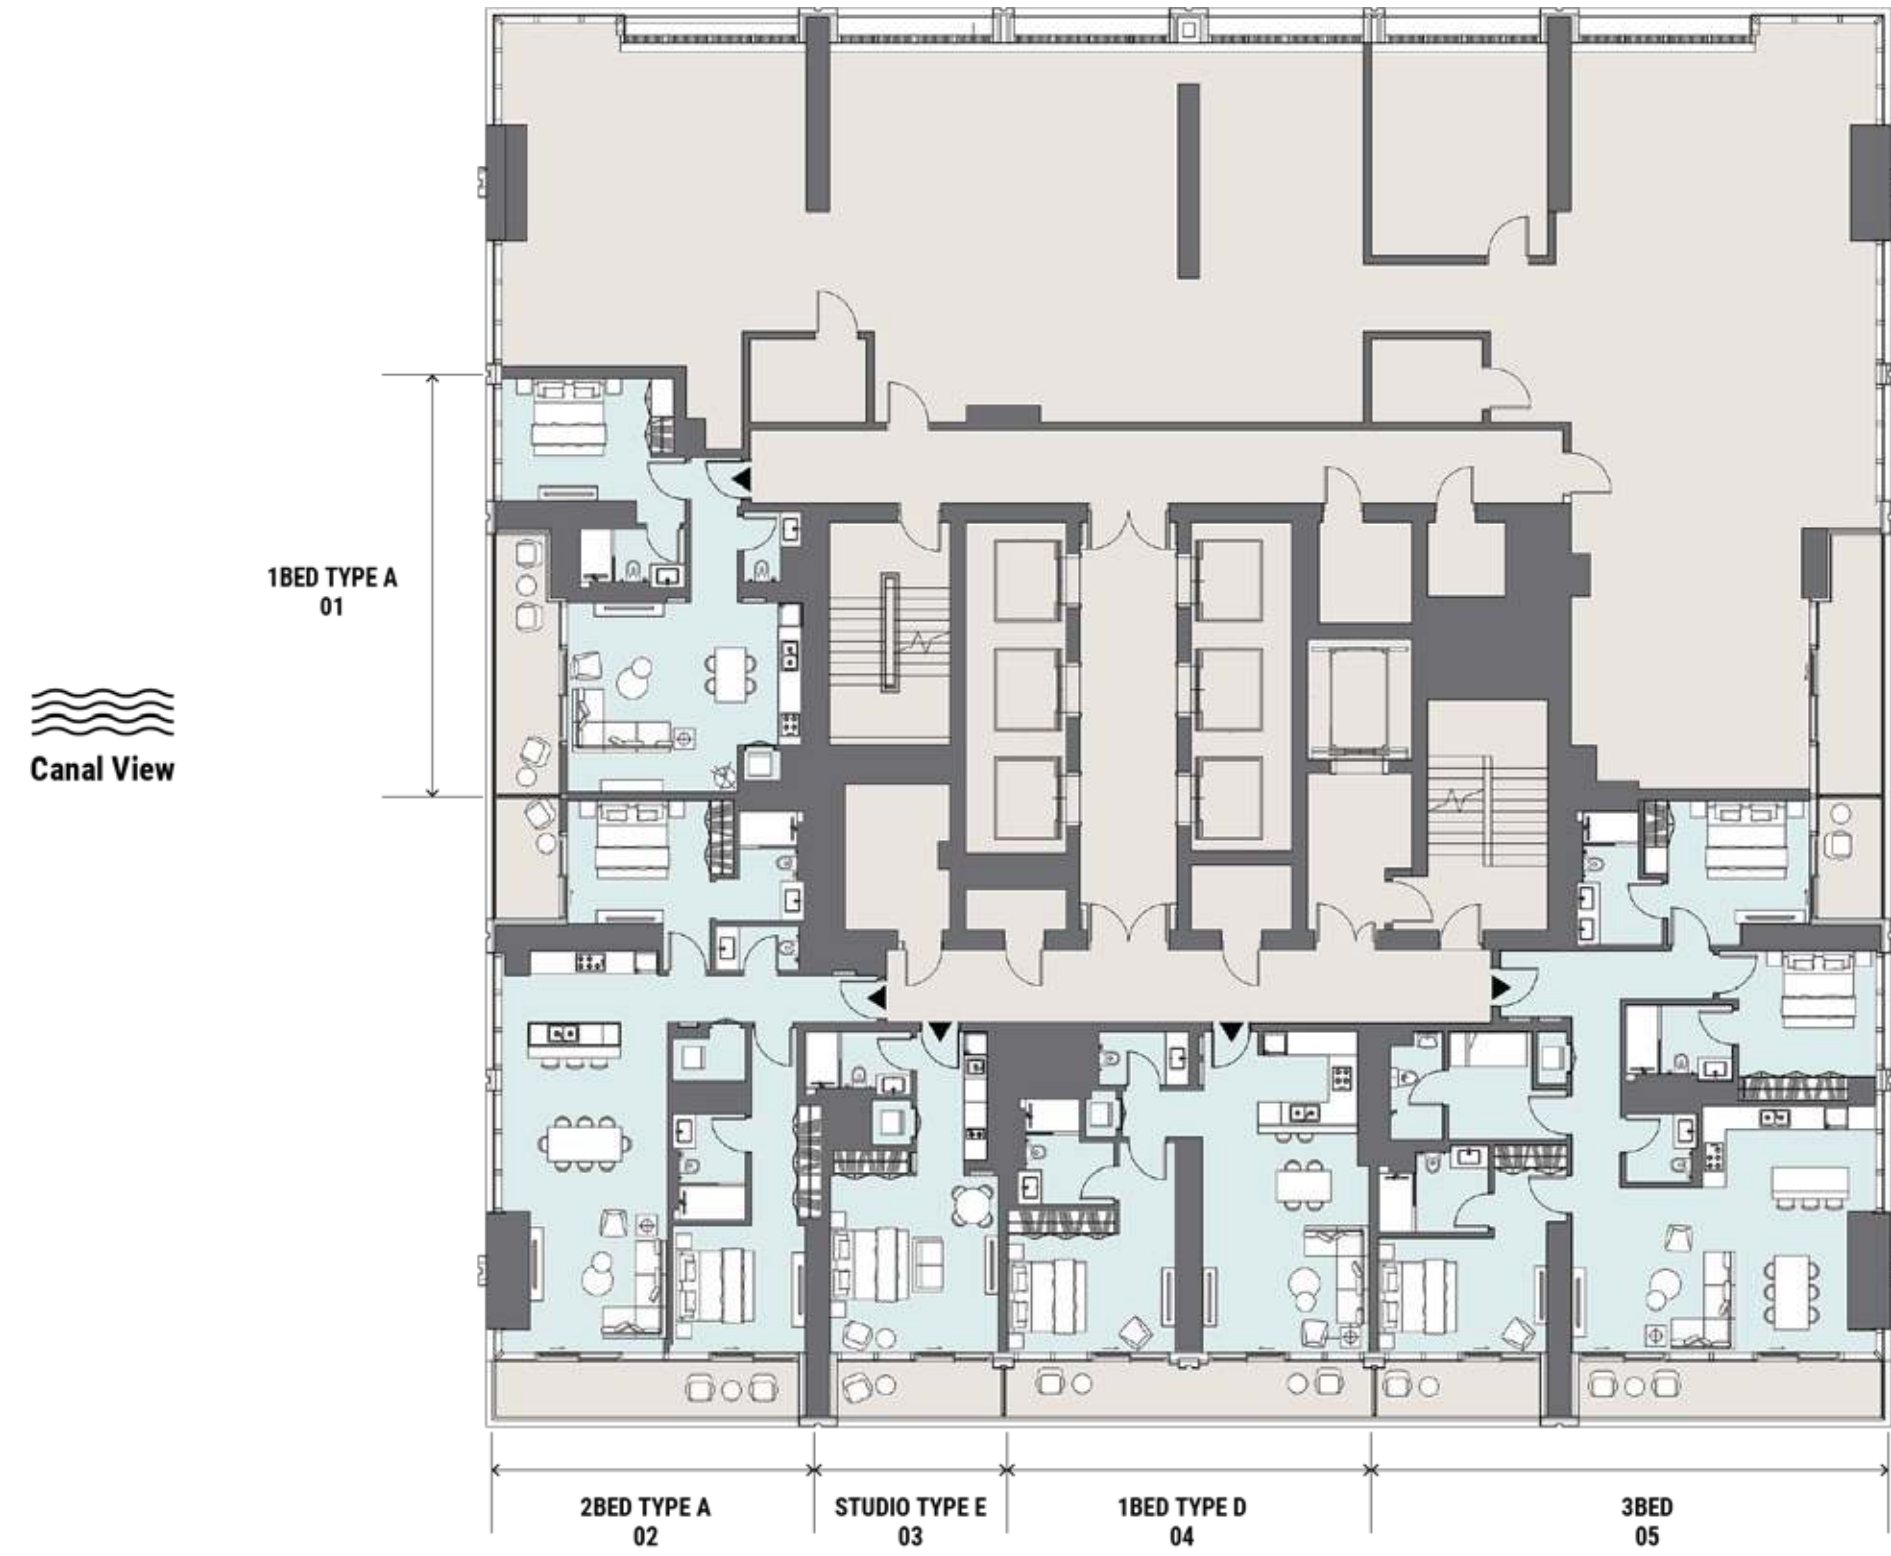 1BED TYPE A
01
Canal View
2BED TYPE A
02
STUDIO TYPE E
03
1BED TYPE D
04
3BED
05